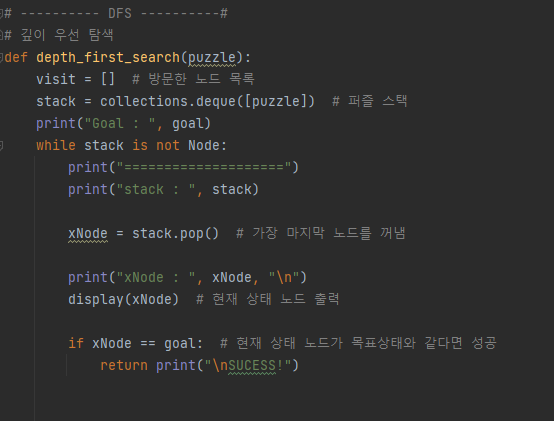 # ---------- DFS ----------#
# 깊이 우선 탐색
def depth_first_search(puzzle):
    visit = []  # 방문한 노드 목록
    stack = collections.deque([puzzle])  # 퍼즐 스택
    print("Goal : ", goal)
    while stack is not Node:
        print("====================")
        print("stack : ", stack)
        xNode = stack.pop()  # 가장 마지막 노드를 꺼냄
        print("xNode : ", xNode, "\n")
        display(xNode)  # 현재 상태 노드 출력
        if xNode == goal:  # 현재 상태 노드가 목표상태와 같다면 성공
            return print("\nSUCESS!")